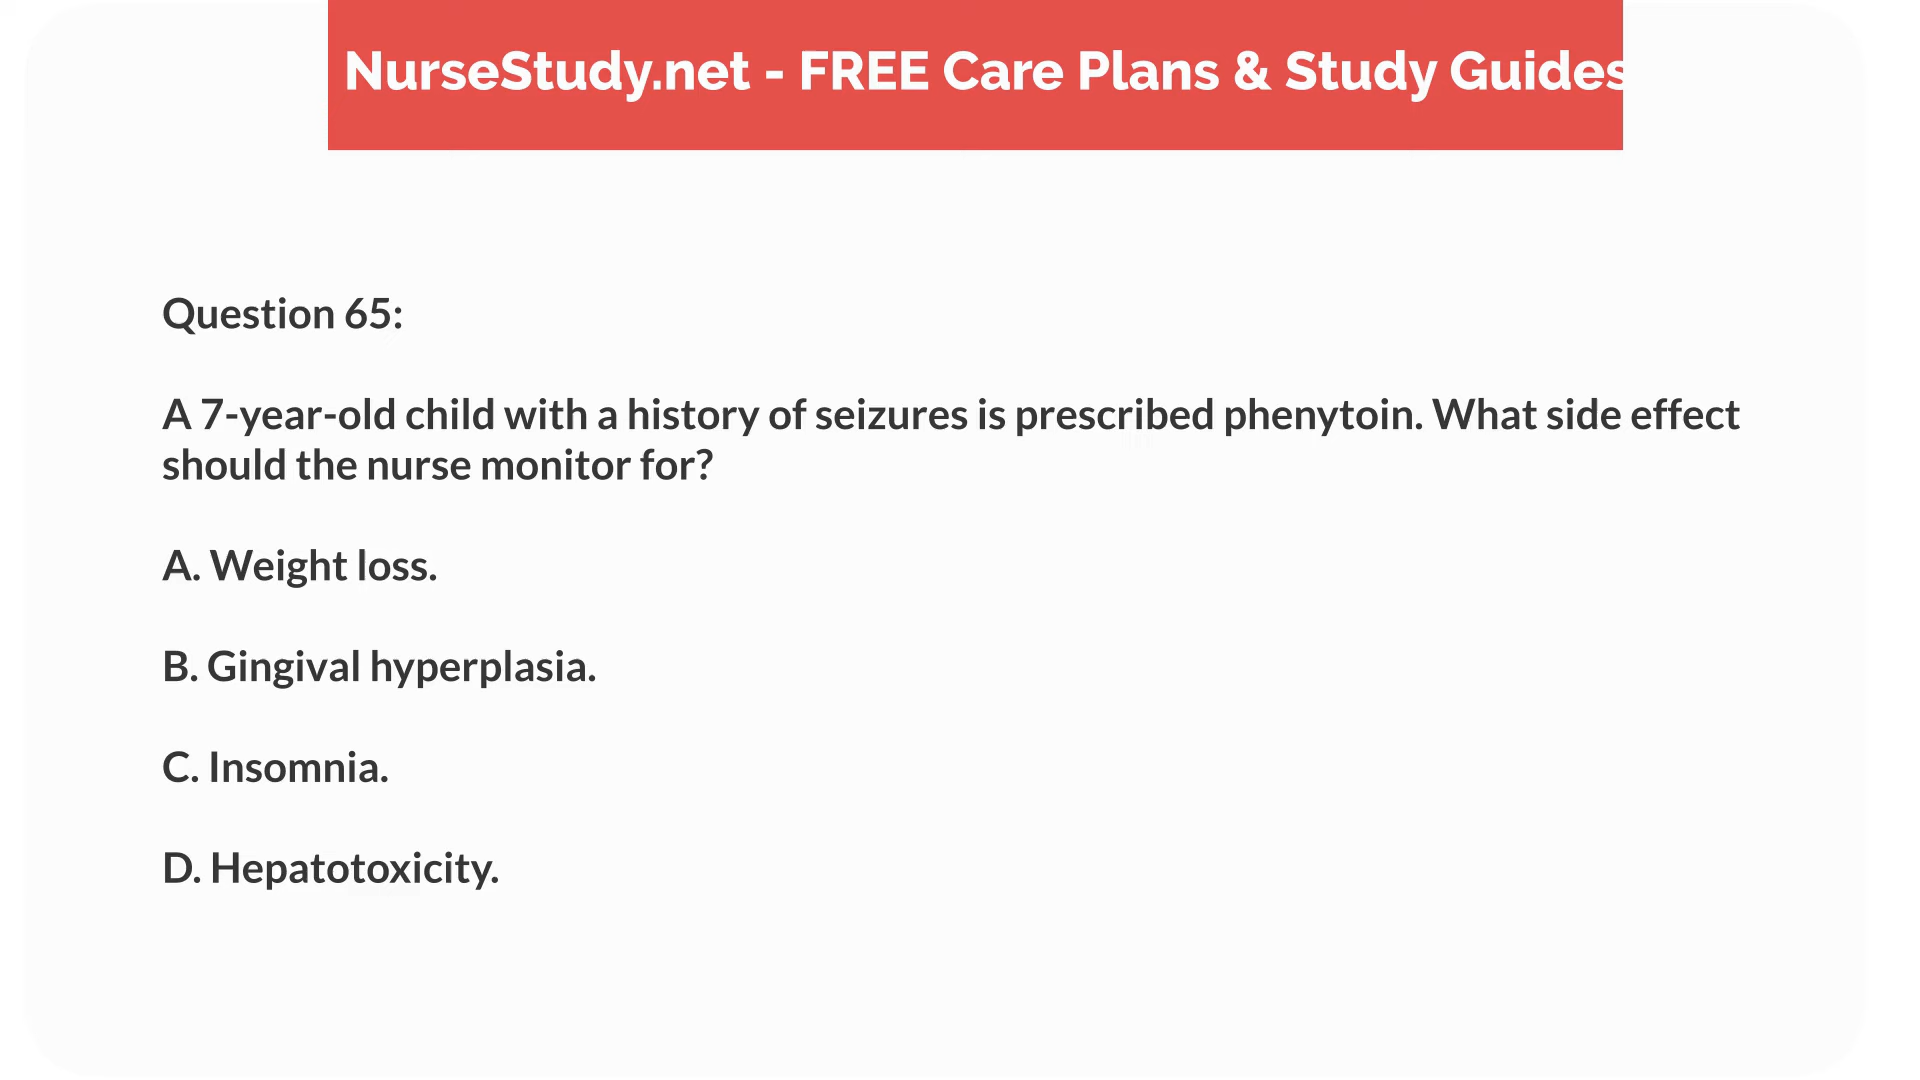 NurseStudy.net - FREE Care Plans & Study Guides
Question 65:
A 7-year-old child with a history of seizures is prescribed phenytoin. What side effect
should the nurse monitor for?
A. Weight loss.
B. Gingival hyperplasia.
C. Insomnia.
D. Hepatotoxicity.